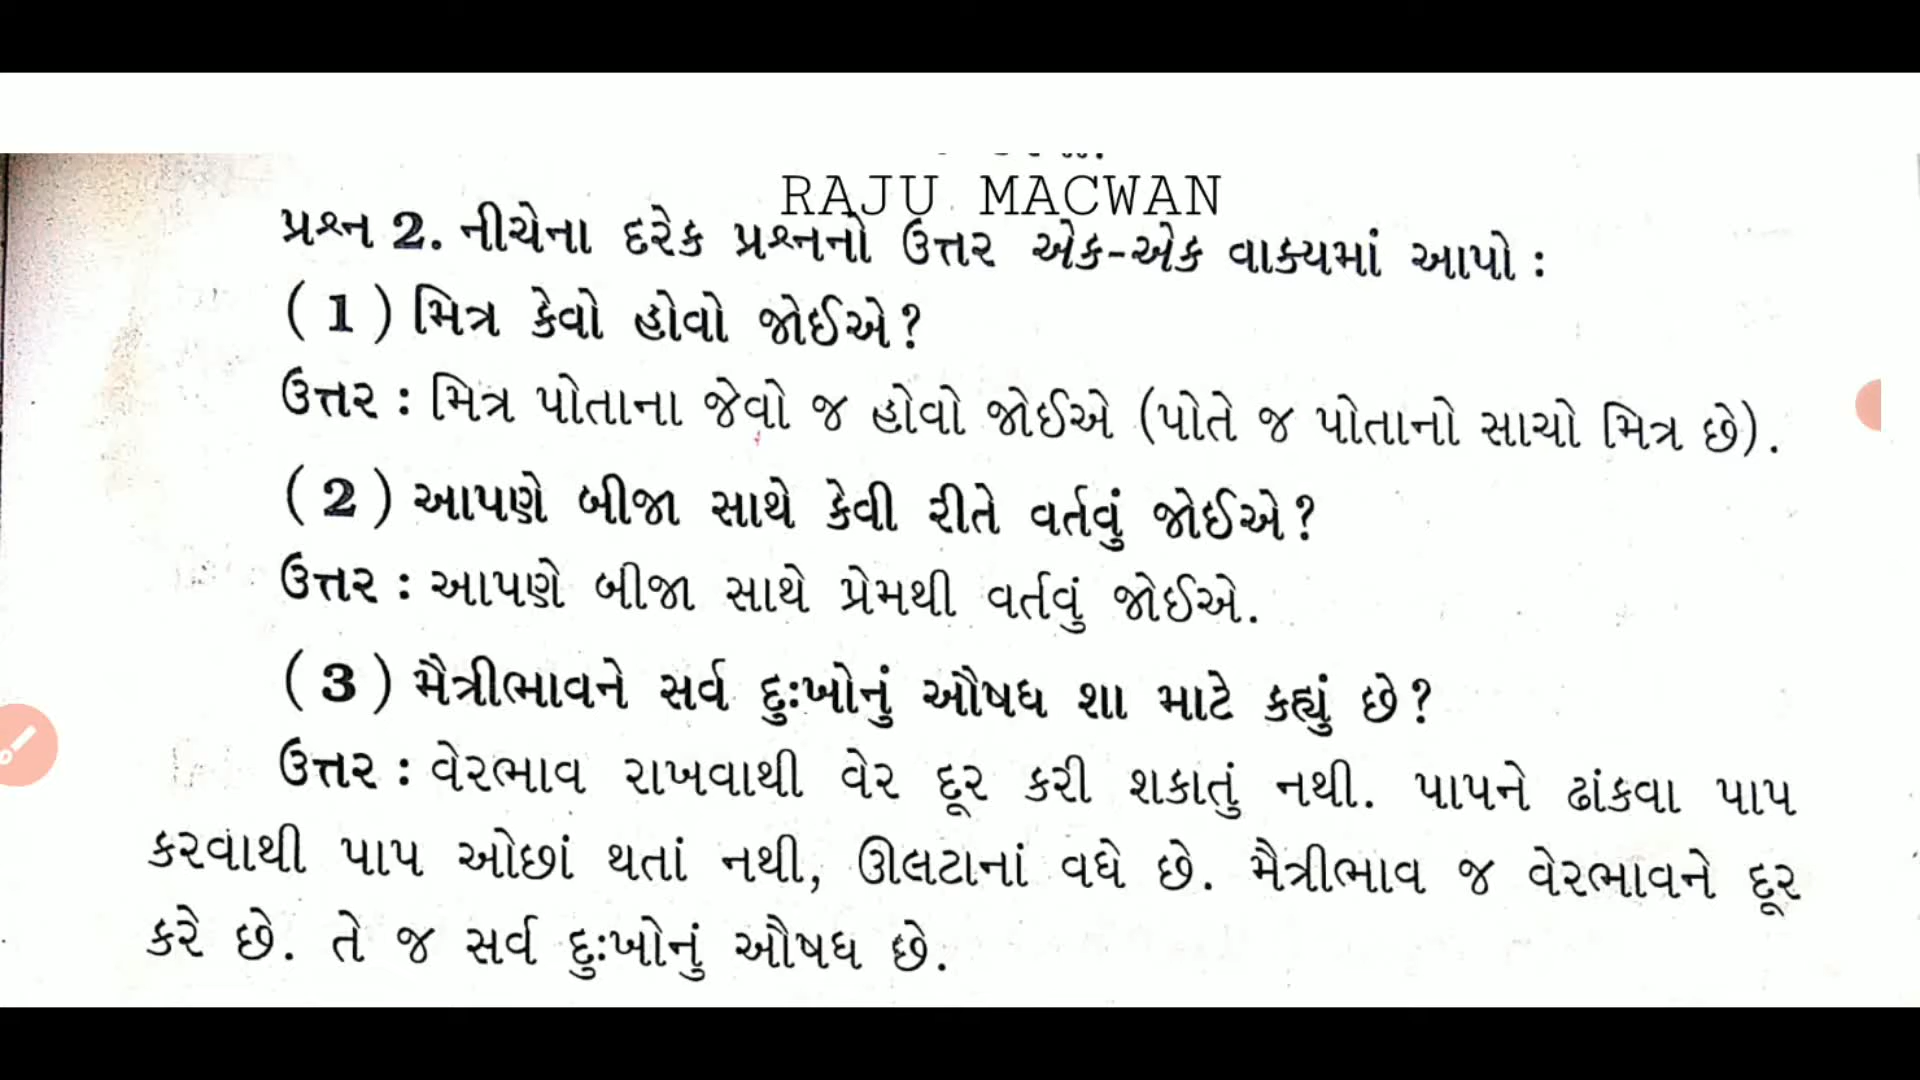 RAJU MACWAN
પ્રશ્ન 2. નીચેના દરેક પ્રશ્નનો ઉત્તર એક-એક વાક્યમાં આપો :
( 1 ) મિત્ર કેવો હોવો જોઈએ?
ઉત્તર : મિત્ર પોતાના જેવો જ હોવો જોઈએ (પોતે જ પોતાનો સાચો મિત્ર છે).
( 2 ) આપણે બીજા સાથે કેવી રીતે વર્તવું જોઈએ?
ઉત્તર : આપણે બીજા સાથે પ્રેમથી વર્તવું જોઈએ.
( 3 ) મૈત્રીભાવને સર્વ દુઃખોનું ઔષધ શા માટે કહ્યું છે?
ઉત્તર : વેરભાવ રાખવાથી વેર દૂર કરી શકાતું નથી. પાપને ઢાંકવા પાપ
કરવાથી પાપ ઓછાં થતાં નથી, ઊલટાનાં વધે છે. મૈત્રીભાવ જ વેરભાવને દૂર
કરે છે. તે જ સર્વ દુઃખોનું ઔષધ છે.